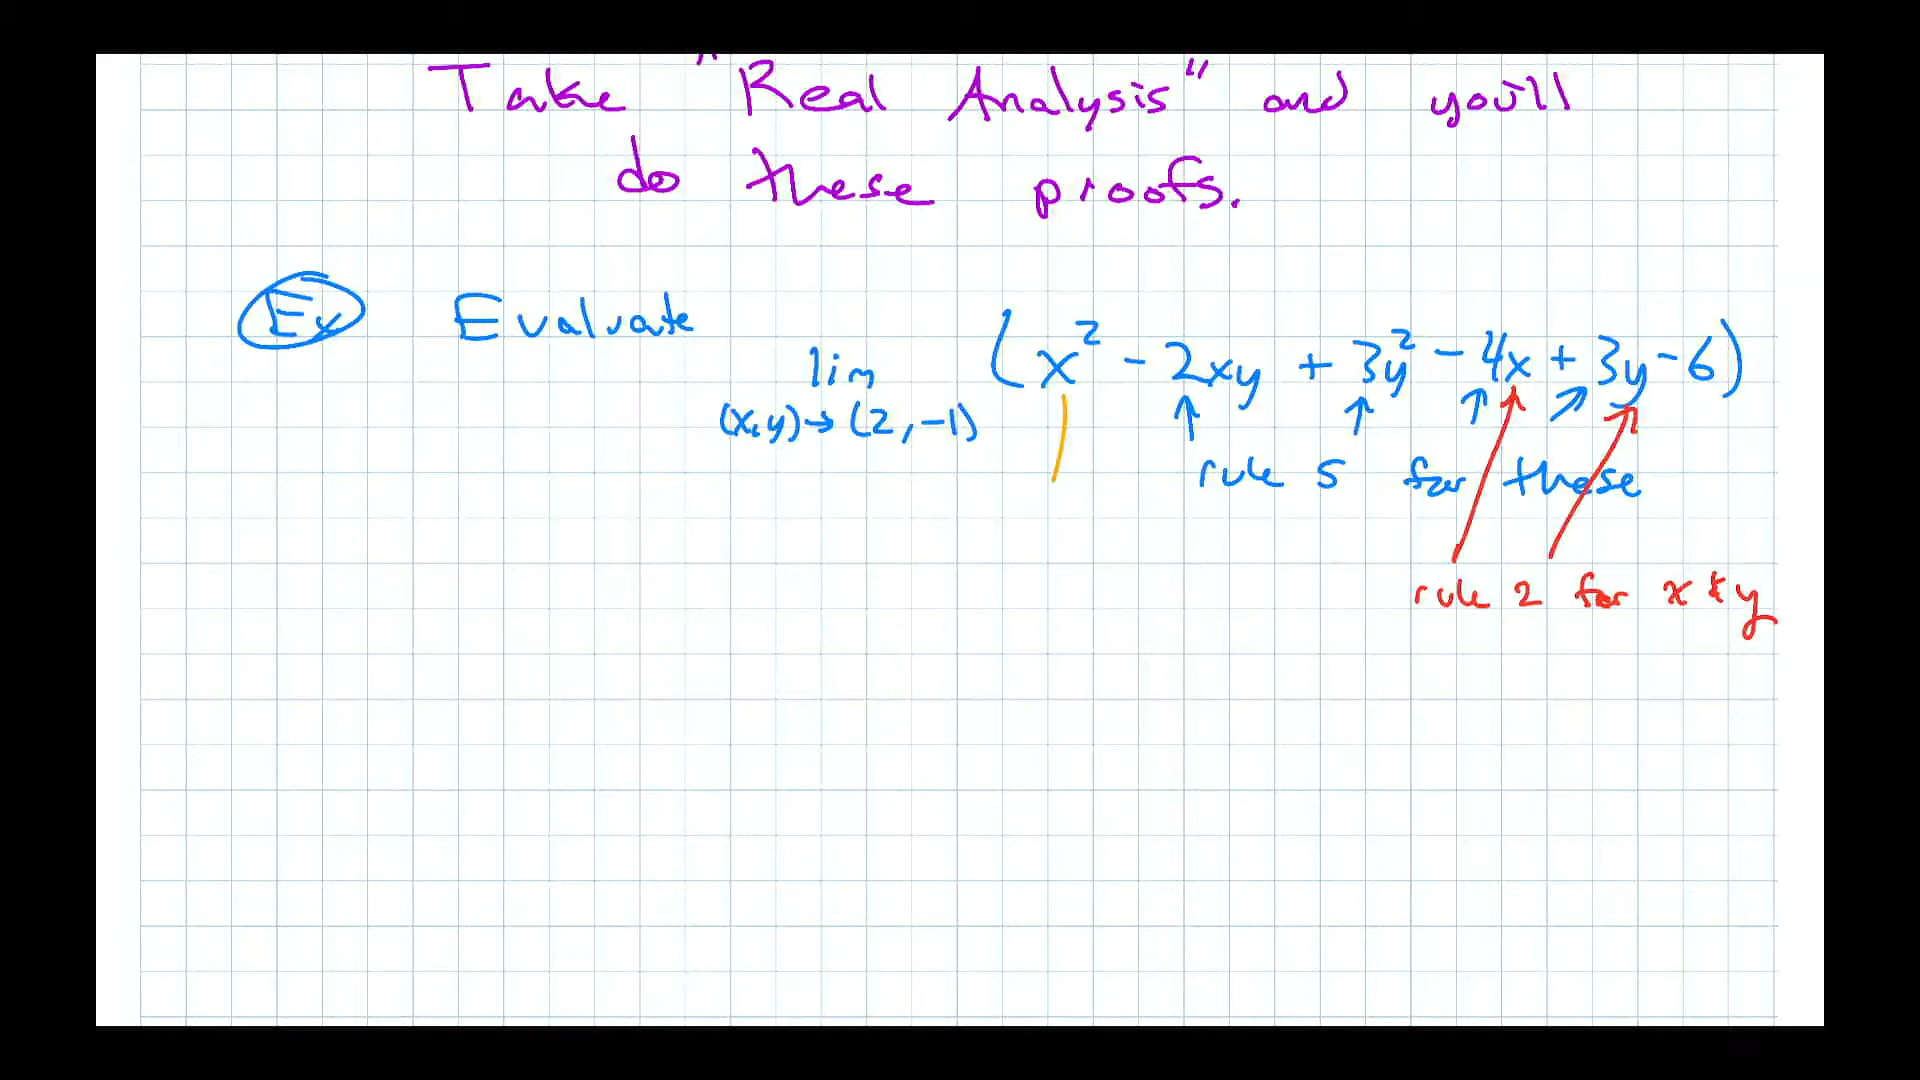 Take "Real Analysis" and you'll
do these proofs.
Ex Evaluate
lim (x,y)→(2,-1) (x² - 2xy + 3y² - 4x + 3y - 6)
rule 5 for these
rule 2 for x & y